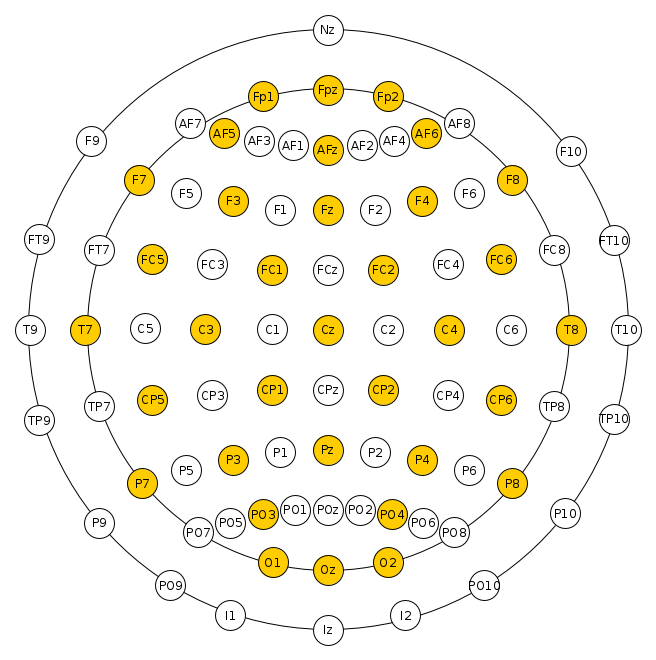 Nz
Fp1 Fpz Fp2
AF7 AF5 AF3 AF1 AFz AF2 AF4 AF6 AF8
F9 F10
F7 F5 F3 F1 Fz F2 F4 F6 F8
FT9 FT7 FC5 FC3 FC1 FCz FC2 FC4 FC6 FC8 FT10
T9 T7 C5 C3 C1 Cz C2 C4 C6 T8 T10
TP9 TP7 CP5 CP3 CP1 CPz CP2 CP4 CP6 TP8 TP10
P7 P5 P3 P1 Pz P2 P4 P6 P8
P9 PO7 PO5 PO3 PO1 POz PO2 PO4 PO6 PO8 P10
O1 Oz O2
PO9 PO10
I1 Iz I2